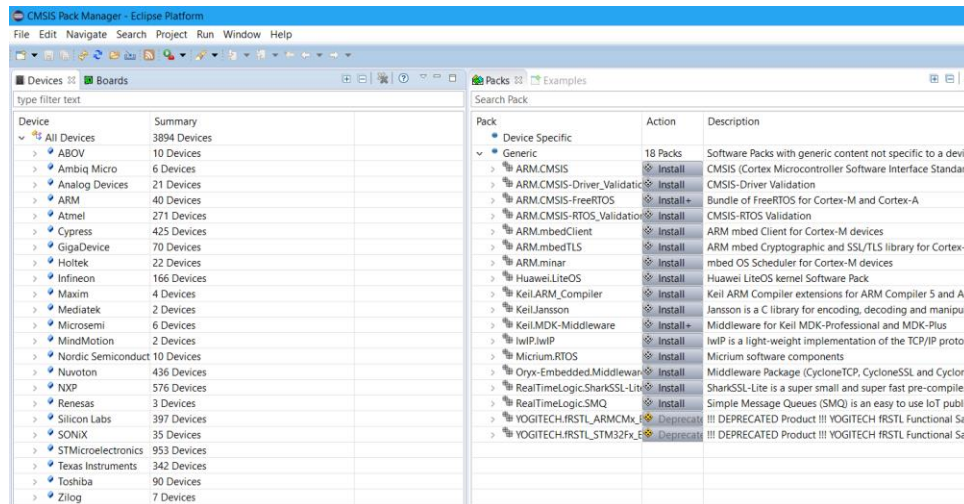 CMSIS Pack Manager - Eclipse Platform
File Edit Navigate Search Project Run Window Help
Devices Boards
type filter text
Device Summary
All Devices 3894 Devices
ABOV 10 Devices
Ambiq Micro 6 Devices
Analog Devices 21 Devices
ARM 40 Devices
Atmel 271 Devices
Cypress 425 Devices
GigaDevice 70 Devices
Holtek 22 Devices
Infineon 166 Devices
Maxim 4 Devices
Mediatek 2 Devices
Microsemi 6 Devices
MindMotion 2 Devices
Nordic Semiconduct 10 Devices
Nuvoton 436 Devices
NXP 576 Devices
Renesas 3 Devices
Silicon Labs 397 Devices
SONiX 35 Devices
STMicroelectronics 953 Devices
Texas Instruments 342 Devices
Toshiba 90 Devices
Zilog 7 Devices
Packs Examples
Search Pack
Pack Action Description
Device Specific
Generic 18 Packs Software Packs with generic content not specific to a devi
ARM.CMSIS Install CMSIS (Cortex Microcontroller Software Interface Standar
ARM.CMSIS-Driver_Validatic Install CMSIS-Driver Validation
ARM.CMSIS-FreeRTOS Install+ Bundle of FreeRTOS for Cortex-M and Cortex-A
ARM.CMSIS-RTOS_Validation Install CMSIS-RTOS Validation
ARM.mbedClient Install ARM mbed Client for Cortex-M devices
ARM.mbedTLS Install ARM mbed Cryptographic and SSL/TLS library for Cortex-
ARM.minar Install mbed OS Scheduler for Cortex-M devices
Huawei.LiteOS Install Huawei LiteOS kernel Software Pack
Keil.ARM_Compiler Install Keil ARM Compiler extensions for ARM Compiler 5 and A
Keil.Jansson Install Jansson is a C library for encoding, decoding and manipu
Keil.MDK-Middleware Install+ Middleware for Keil MDK-Professional and MDK-Plus
lwIP.lwIP Install lwIP is a light-weight implementation of the TCP/IP proto
Micrium.RTOS Install Micrium software components
Oryx-Embedded.Middlewar Install Middleware Package (CycloneTCP, CycloneSSL and Cyclor
RealTimeLogic.SharkSSL-Lite Install SharkSSL-Lite is a super small and super fast pre-compile
RealTimeLogic.SMQ Install Simple Message Queues (SMQ) is an easy to use IoT publ
YOGITECH.fRSTL_ARMCMx_ Deprecate !!! DEPRECATED Product !!! YOGITECH fRSTL Functional Sa
YOGITECH.fRSTL_STM32Fx_E Deprecate !!! DEPRECATED Product !!! YOGITECH fRSTL Functional Sa